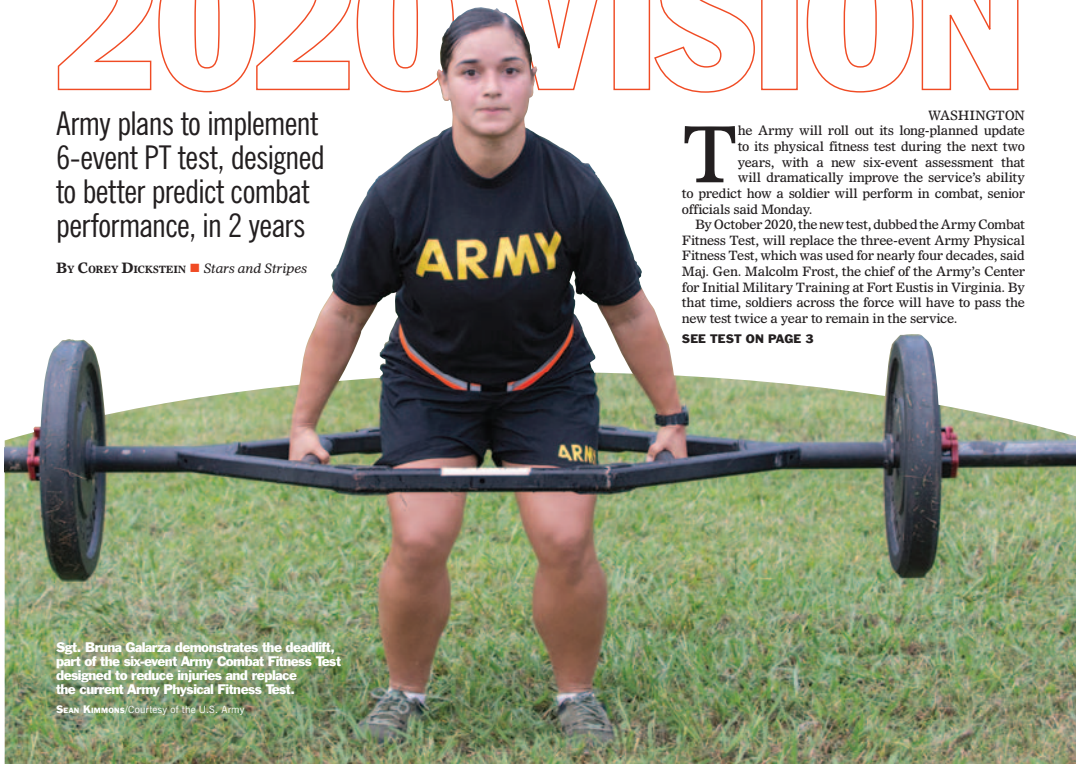 2020 VISION
Army plans to implement
6-event PT test, designed
to better predict combat
performance, in 2 years
BY COREY DICKSTEIN ■ Stars and Stripes
WASHINGTON
The Army will roll out its long-planned update
to its physical fitness test during the next two
years, with a new six-event assessment that
will dramatically improve the service's ability
to predict how a soldier will perform in combat, senior
officials said Monday.
By October 2020, the new test, dubbed the Army Combat
Fitness Test, will replace the three-event Army Physical
Fitness Test, which was used for nearly four decades, said
Maj. Gen. Malcolm Frost, the chief of the Army's Center
for Initial Military Training at Fort Eustis in Virginia. By
that time, soldiers across the force will have to pass the
new test twice a year to remain in the service.
SEE TEST ON PAGE 3
ARMY
ARMY
Sgt. Bruna Galarza demonstrates the deadlift,
part of the six-event Army Combat Fitness Test
designed to reduce injuries and replace
the current Army Physical Fitness Test.
SEAN KIMMONS/Courtesy of the U.S. Army